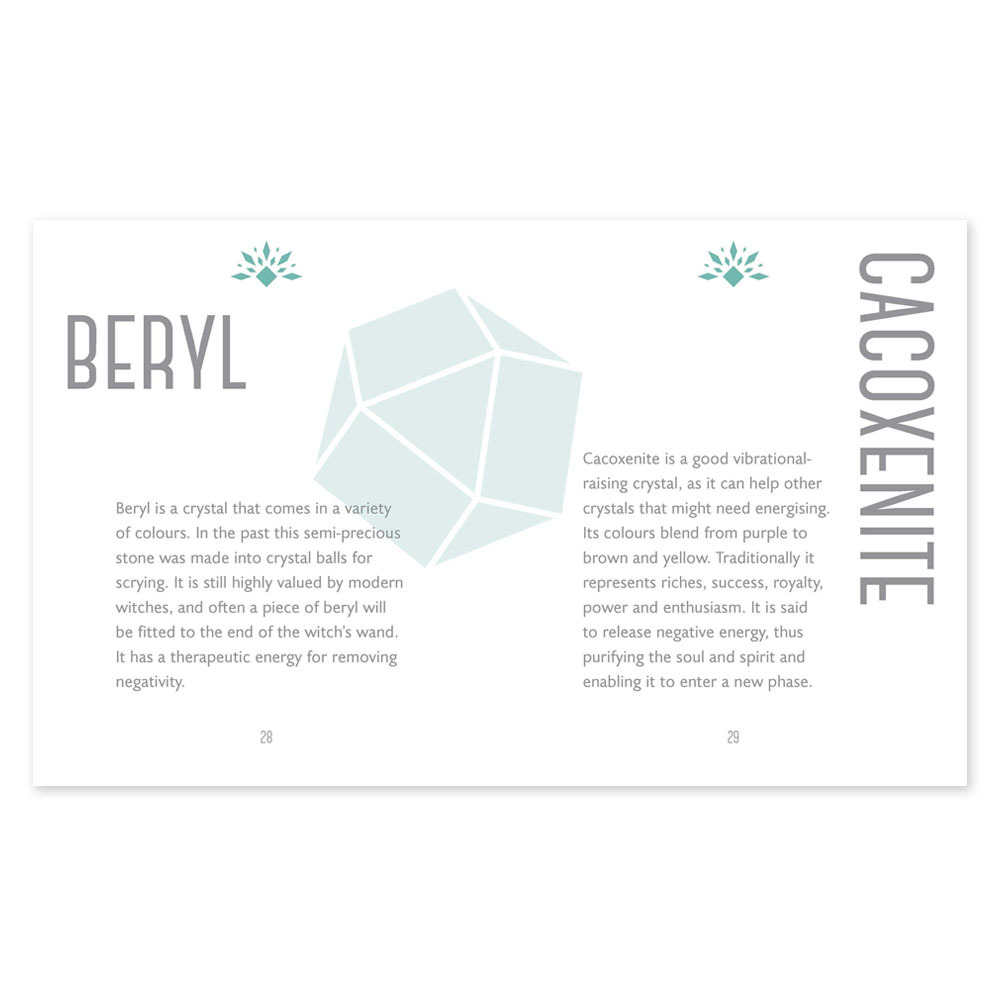 BERYL
Beryl is a crystal that comes in a variety
of colours. In the past this semi-precious
stone was made into crystal balls for
scrying. It is still highly valued by modern
witches, and often a piece of beryl will
be fitted to the end of the witch's wand.
It has a therapeutic energy for removing
negativity.
28
CACOXENITE
Cacoxenite is a good vibrational-
raising crystal, as it can help other
crystals that might need energising.
Its colours blend from purple to
brown and yellow. Traditionally it
represents riches, success, royalty,
power and enthusiasm. It is said
to release negative energy, thus
purifying the soul and spirit and
enabling it to enter a new phase.
29